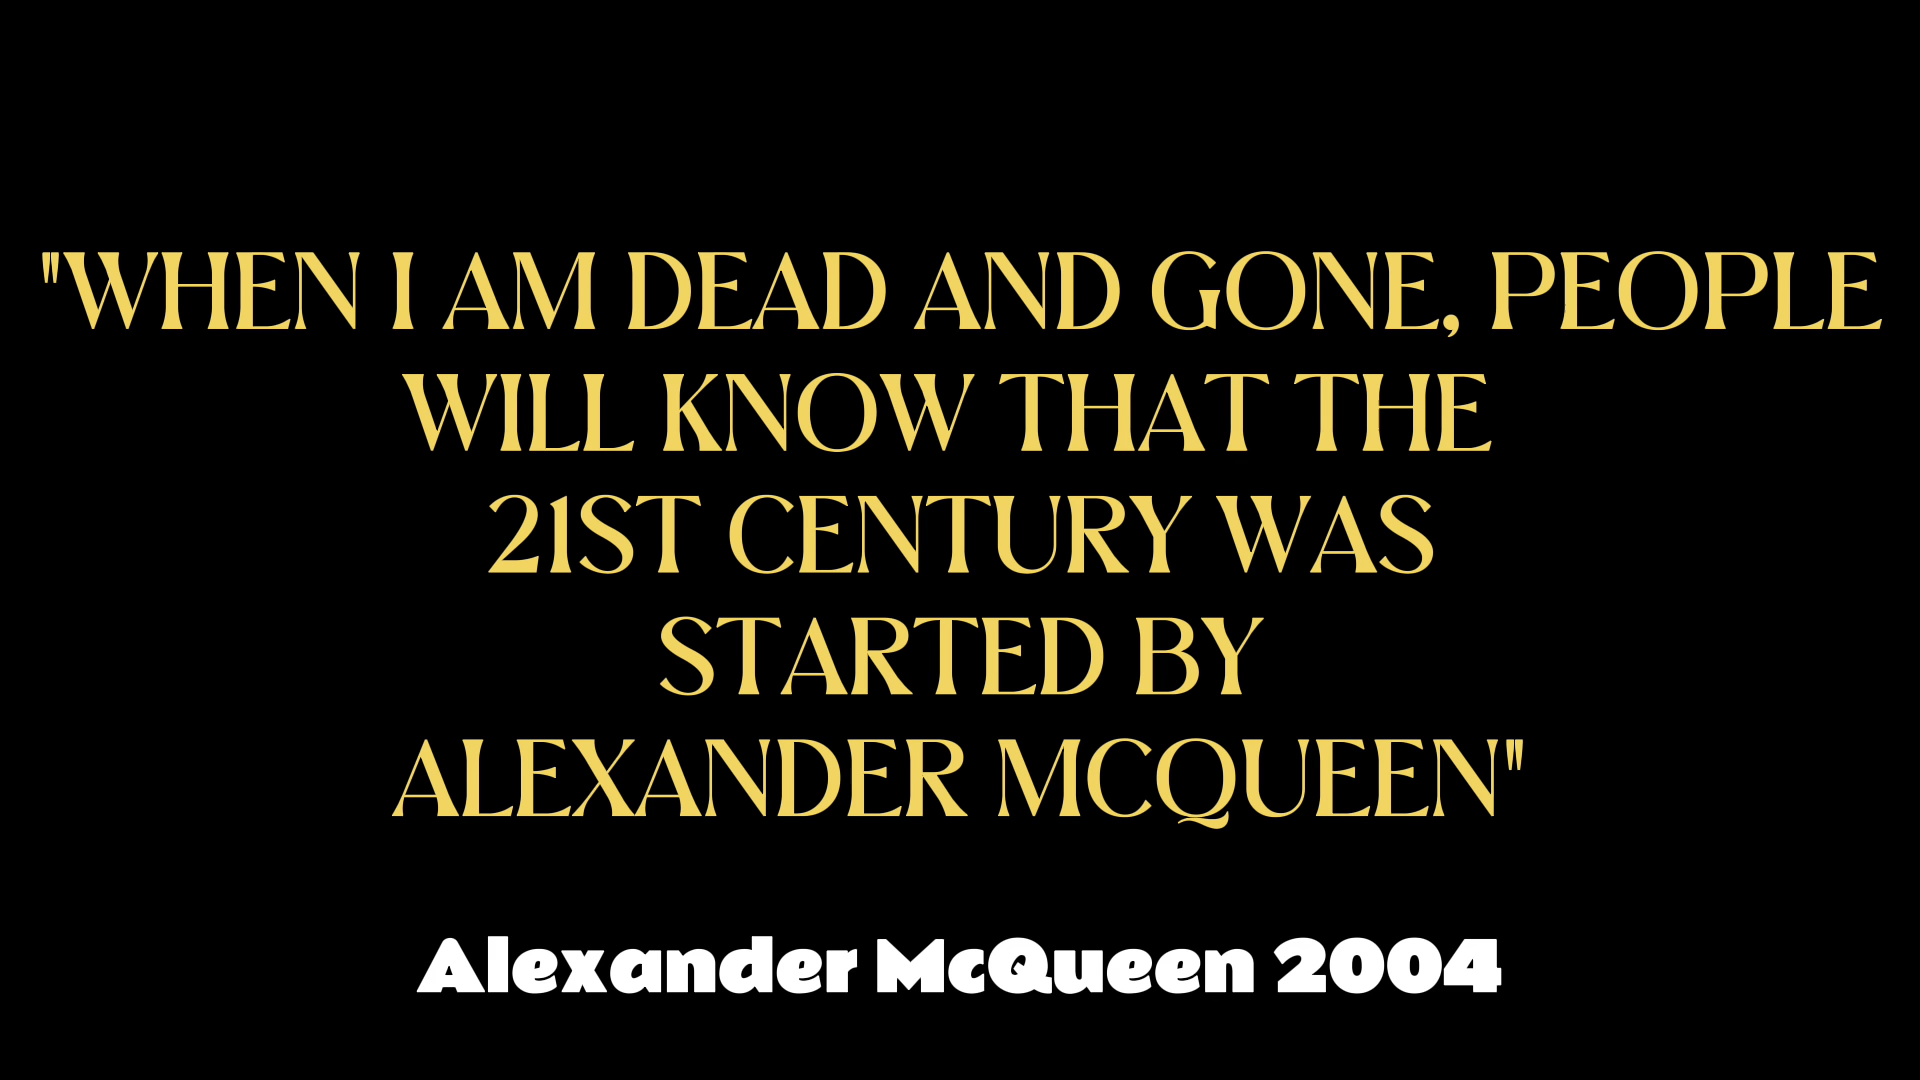 "WHEN I AM DEAD AND GONE, PEOPLE
WILL KNOW THAT THE
21ST CENTURY WAS
STARTED BY
ALEXANDER MCQUEEN"
Alexander McQueen 2004